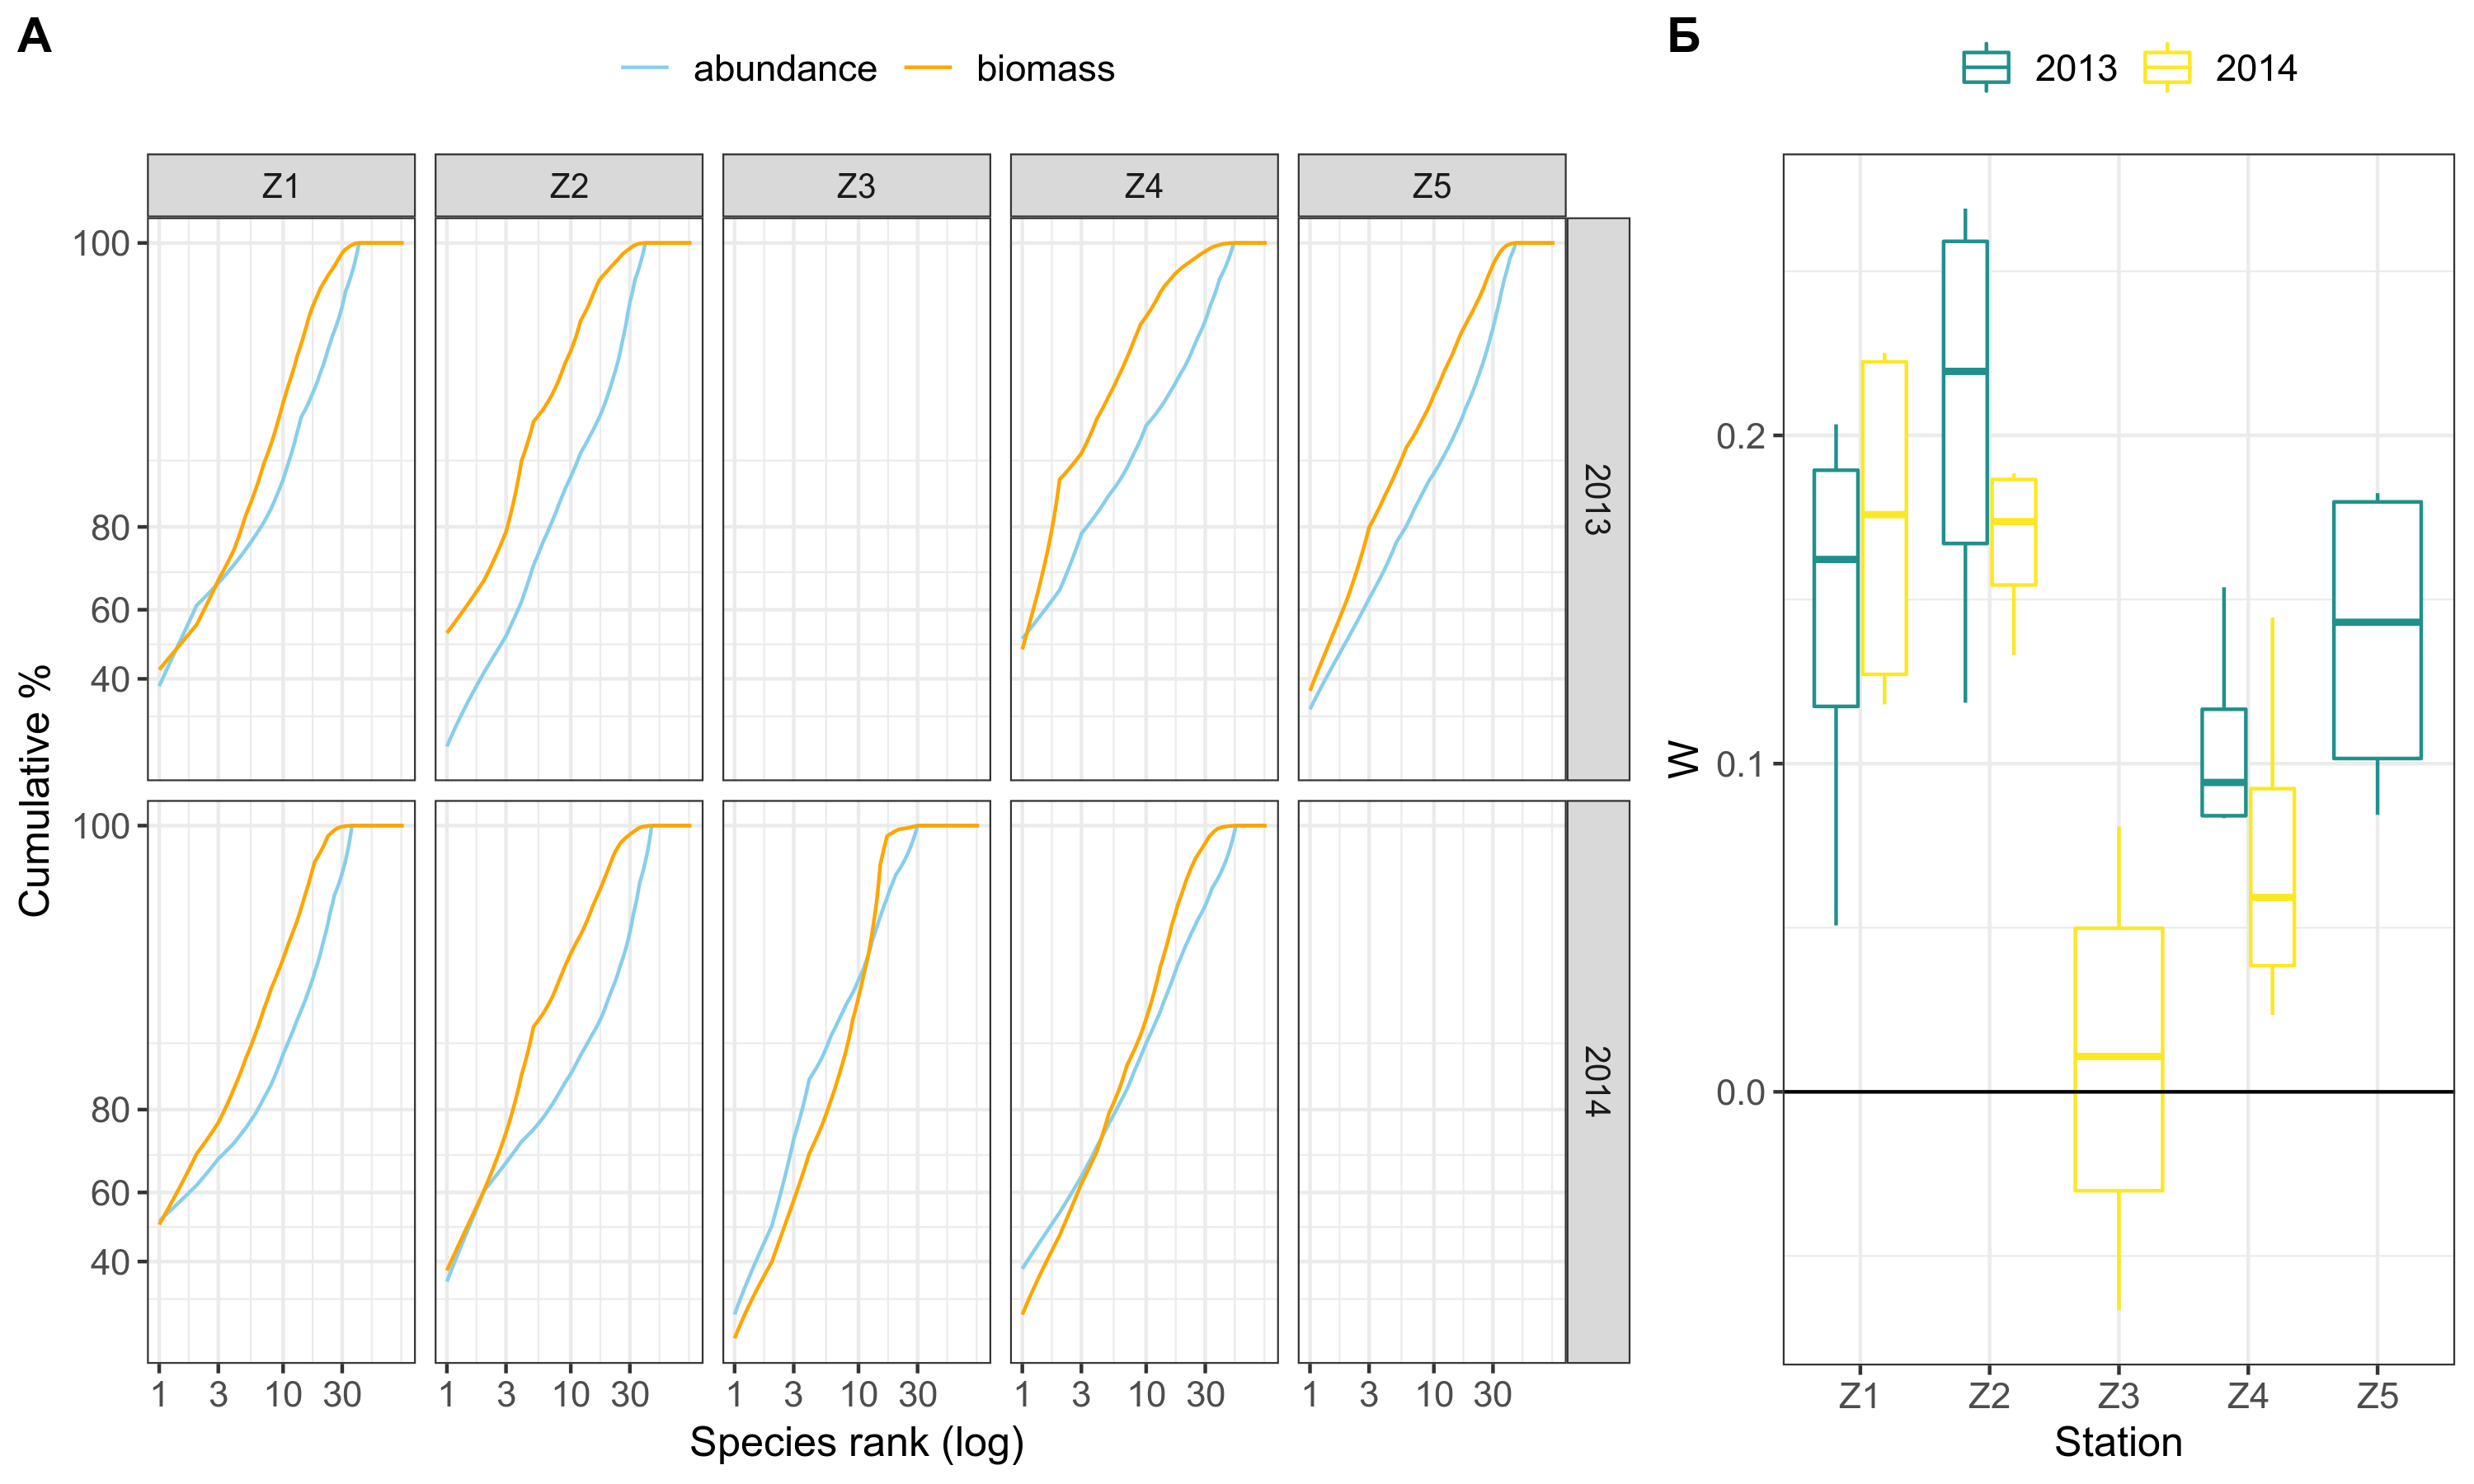 А
abundance biomass
Z1 Z2 Z3 Z4 Z5
100
80
60
40
2013
100
80
60
40
2014
Cumulative %
1 3 10 30 1 3 10 30 1 3 10 30 1 3 10 30 1 3 10 30
Species rank (log)
Б
2013 2014
0.2
0.1
0.0
W
Z1 Z2 Z3 Z4 Z5
Station